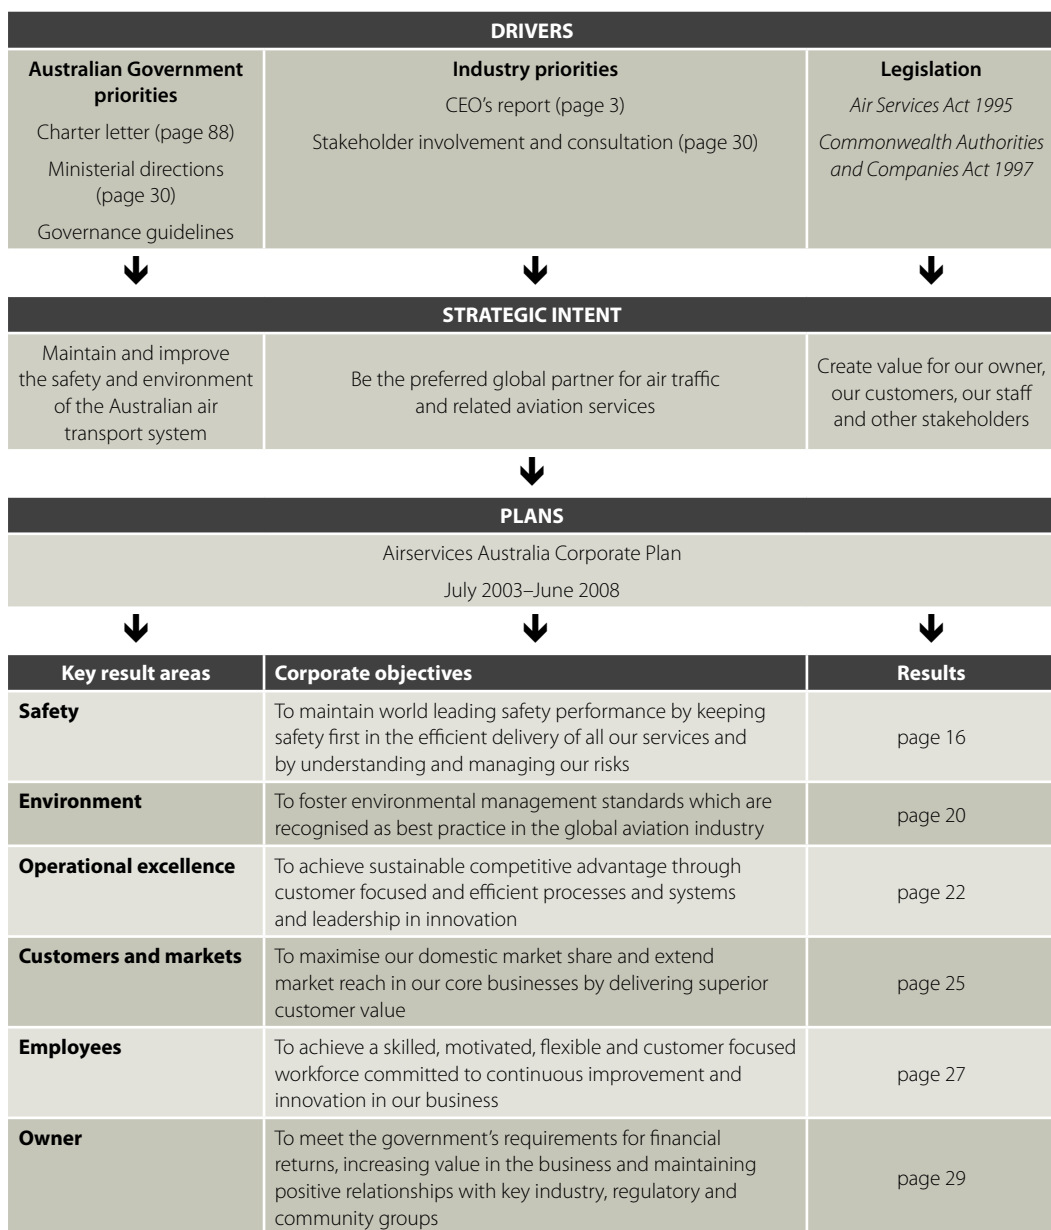 DRIVERS
Australian Government
priorities
Charter letter (page 88)
Ministerial directions
(page 30)
Governance guidelines
Industry priorities
CEO's report (page 3)
Stakeholder involvement and consultation (page 30)
Legislation
Air Services Act 1995
Commonwealth Authorities
and Companies Act 1997
STRATEGIC INTENT
Maintain and improve
the safety and environment
of the Australian air
transport system
Be the preferred global partner for air traffic
and related aviation services
Create value for our owner,
our customers, our staff
and other stakeholders
PLANS
Airservices Australia Corporate Plan
July 2003–June 2008
Key result areas
Corporate objectives
Results
Safety
To maintain world leading safety performance by keeping
safety first in the efficient delivery of all our services and
by understanding and managing our risks
page 16
Environment
To foster environmental management standards which are
recognised as best practice in the global aviation industry
page 20
Operational excellence
To achieve sustainable competitive advantage through
customer focused and efficient processes and systems
and leadership in innovation
page 22
Customers and markets
To maximise our domestic market share and extend
market reach in our core businesses by delivering superior
customer value
page 25
Employees
To achieve a skilled, motivated, flexible and customer focused
workforce committed to continuous improvement and
innovation in our business
page 27
Owner
To meet the government's requirements for financial
returns, increasing value in the business and maintaining
positive relationships with key industry, regulatory and
community groups
page 29